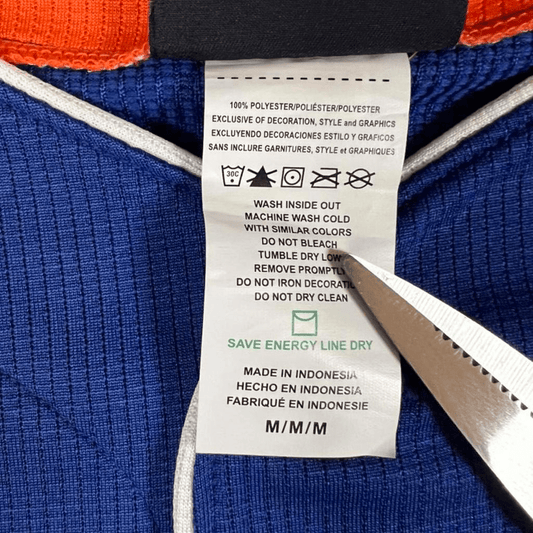 100% POLYESTER/POLIÉSTER/POLYESTER
EXCLUSIVE OF DECORATION, STYLE and GRAPHICS
EXCLUYENDO DECORACIONES ESTILO Y GRAFICOS
SANS INCLURE GARNITURES, STYLE et GRAPHIQUES
30C
WASH INSIDE OUT
MACHINE WASH COLD
WITH SIMILAR COLORS
DO NOT BLEACH
TUMBLE DRY LOW
REMOVE PROMPTLY
DO NOT IRON
DO NOT DRY CLEAN
SAVE ENERGY LINE DRY
MADE IN INDONESIA
HECHO EN INDONESIA
FABRIQUÉ EN INDONESIE
M/M/M